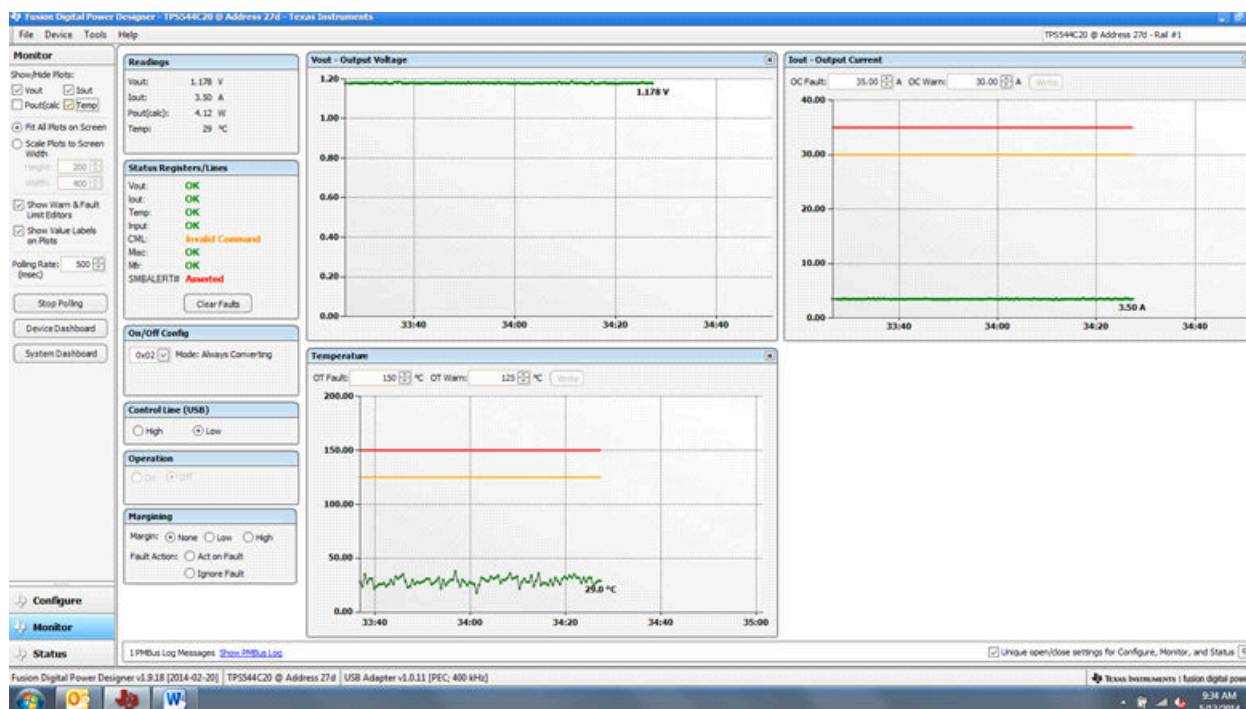 Fusion Digital Power Designer - TPS544C20 @ Address 27d - Texas Instruments
File Device Tools Help
TPS544C20 @ Address 27d - Rail #1
Monitor
Show/Hide Plots:
Vout Iout
Pout(calc Temp
Fit All Plots on Screen
Scale Plots to Screen
Width
Height: 200
Width: 400
Show Warn & Fault
Limit Editors
Show Value Labels
on Plots
Polling Rate: 500
(msec)
Stop Polling
Device Dashboard
System Dashboard
Configure
Monitor
Status
Readings
Vout: 1.178 V
Iout: 3.50 A
Pout(calc): 4.12 W
Temp: 29 °C
Status Registers/Lines
Vout: OK
Iout: OK
Temp: OK
Input: OK
CML: Invalid Command
Misc: OK
Mfr: OK
SMBALERT# Asserted
Clear Faults
On/Off Config
0x02 Mode: Always Converting
Control Line (USB)
High Low
Operation
On Off
Margining
Margin: None Low High
Fault Action: Act on Fault
Ignore Fault
Vout - Output Voltage
1.20
1.178 V
1.00
0.80
0.60
0.40
0.20
0.00
33:40 34:00 34:20 34:40
Iout - Output Current
OC Fault: 35.00 A OC Warn: 30.00 A Write
40.00
30.00
20.00
10.00
3.50 A
0.00
33:40 34:00 34:20 34:40
Temperature
OT Fault: 150 °C OT Warn: 125 °C Write
200.00
150.00
100.00
50.00
29.0 °C
0.00
33:40 34:00 34:20 34:40 35:00
1 PMBus Log Messages Show PMBus Log
Unique open/close settings for Configure, Monitor, and Status
Fusion Digital Power Designer v1.9.18 [2014-02-20] TPS544C20 @ Address 27d USB Adapter v1.0.11 [PEC; 400 kHz]
Texas Instruments | fusion digital pow
9:34 AM
5/13/2014